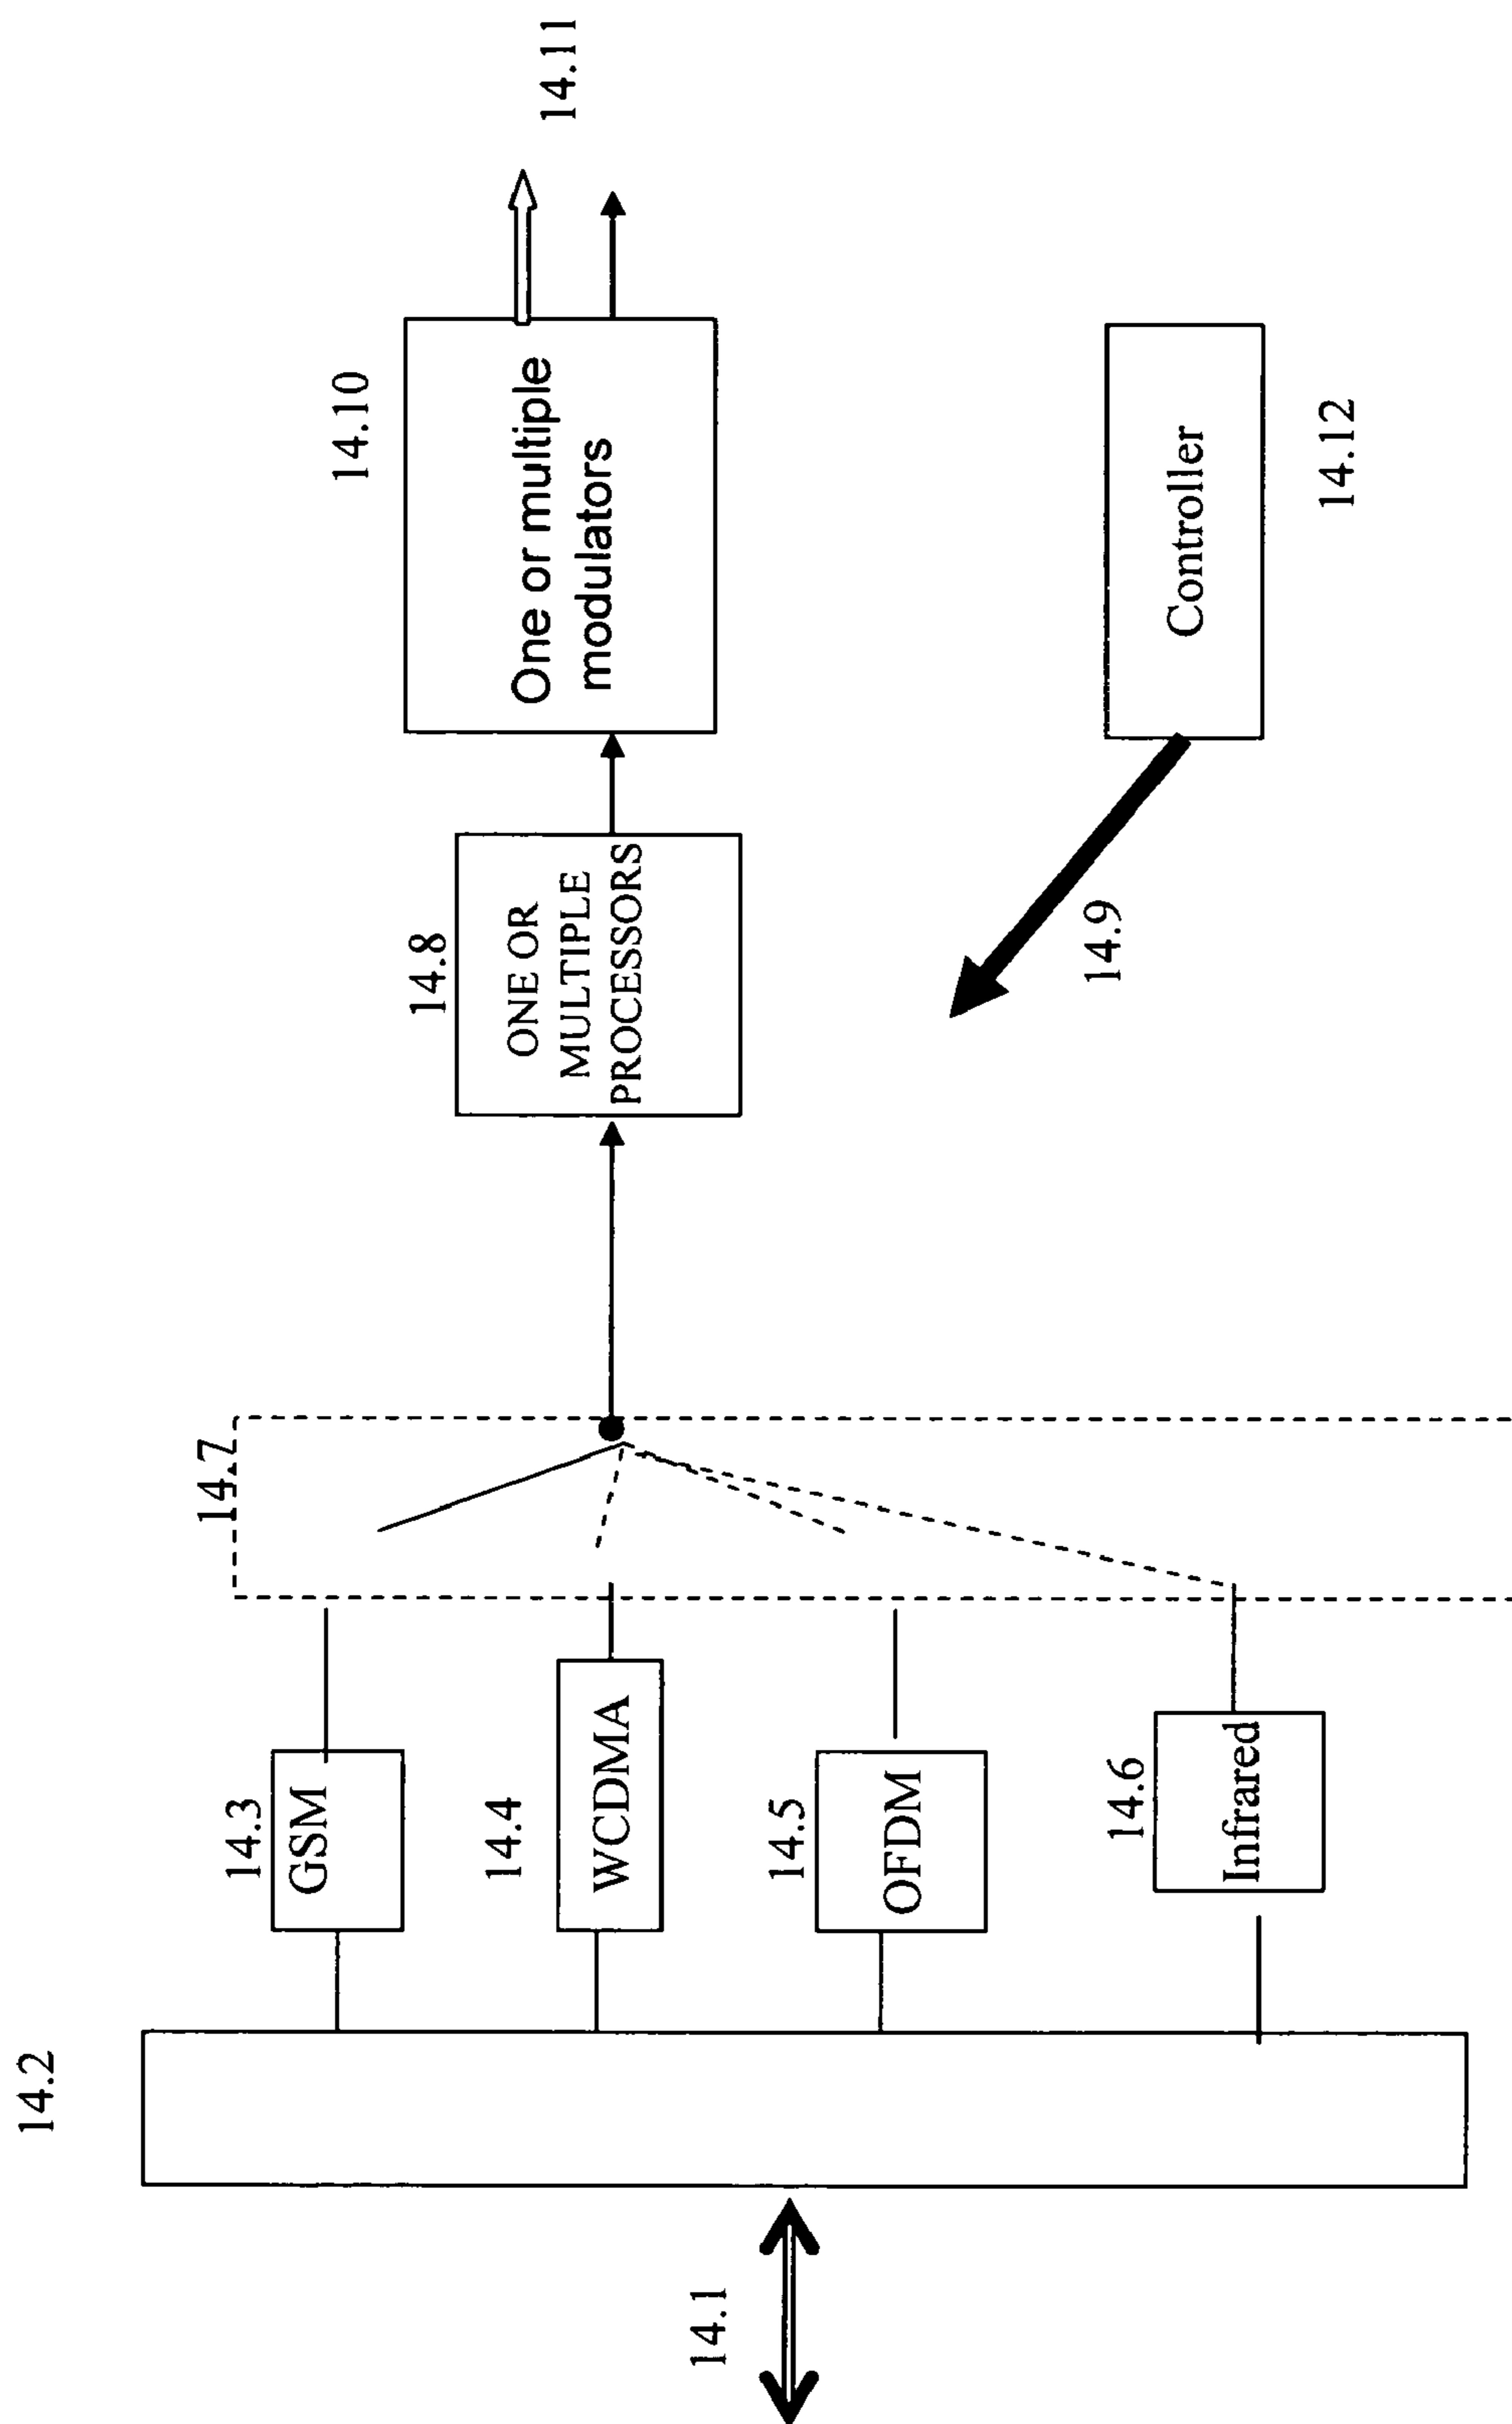 14.1
14.2
14.3
GSM
14.4
WCDMA
14.5
OFDM
14.6
Infrared
14.7
14.8
ONE OR
MULTIPLE
PROCESSORS
14.9
14.10
One or multiple
modulators
14.11
Controller
14.12